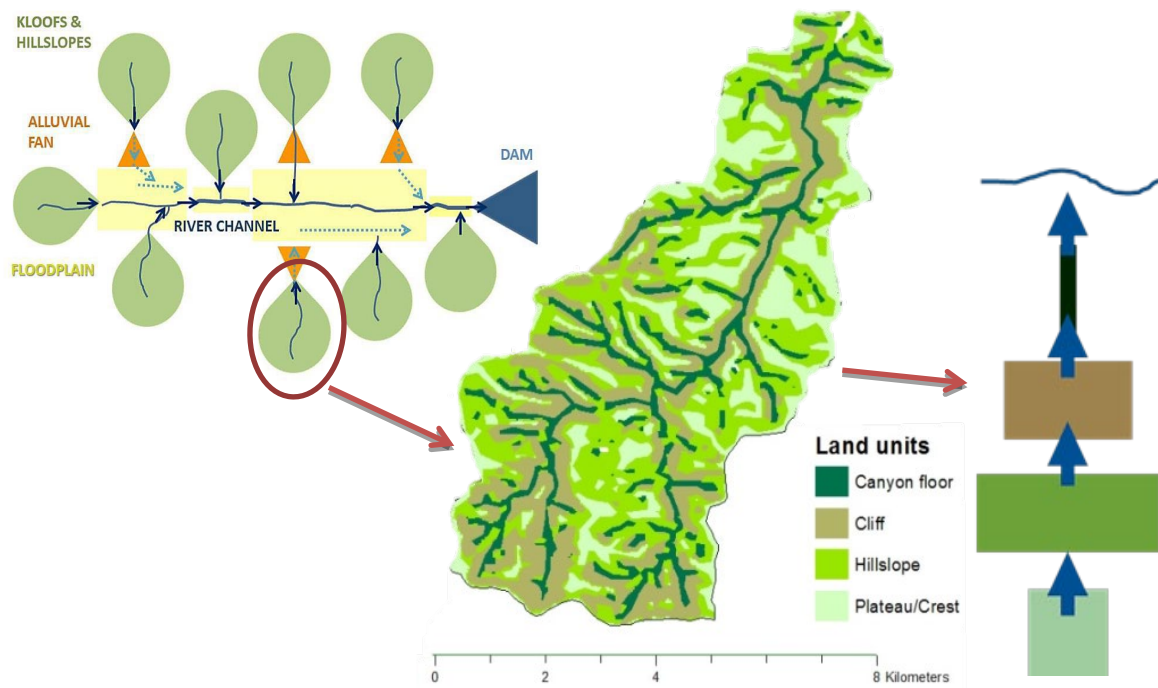 KLOOFS &
HILLSLOPES
ALLUVIAL
FAN
DAM
RIVER CHANNEL
FLOODPLAIN
Land units
Canyon floor
Cliff
Hillslope
Plateau/Crest
0 2 4 8 Kilometers